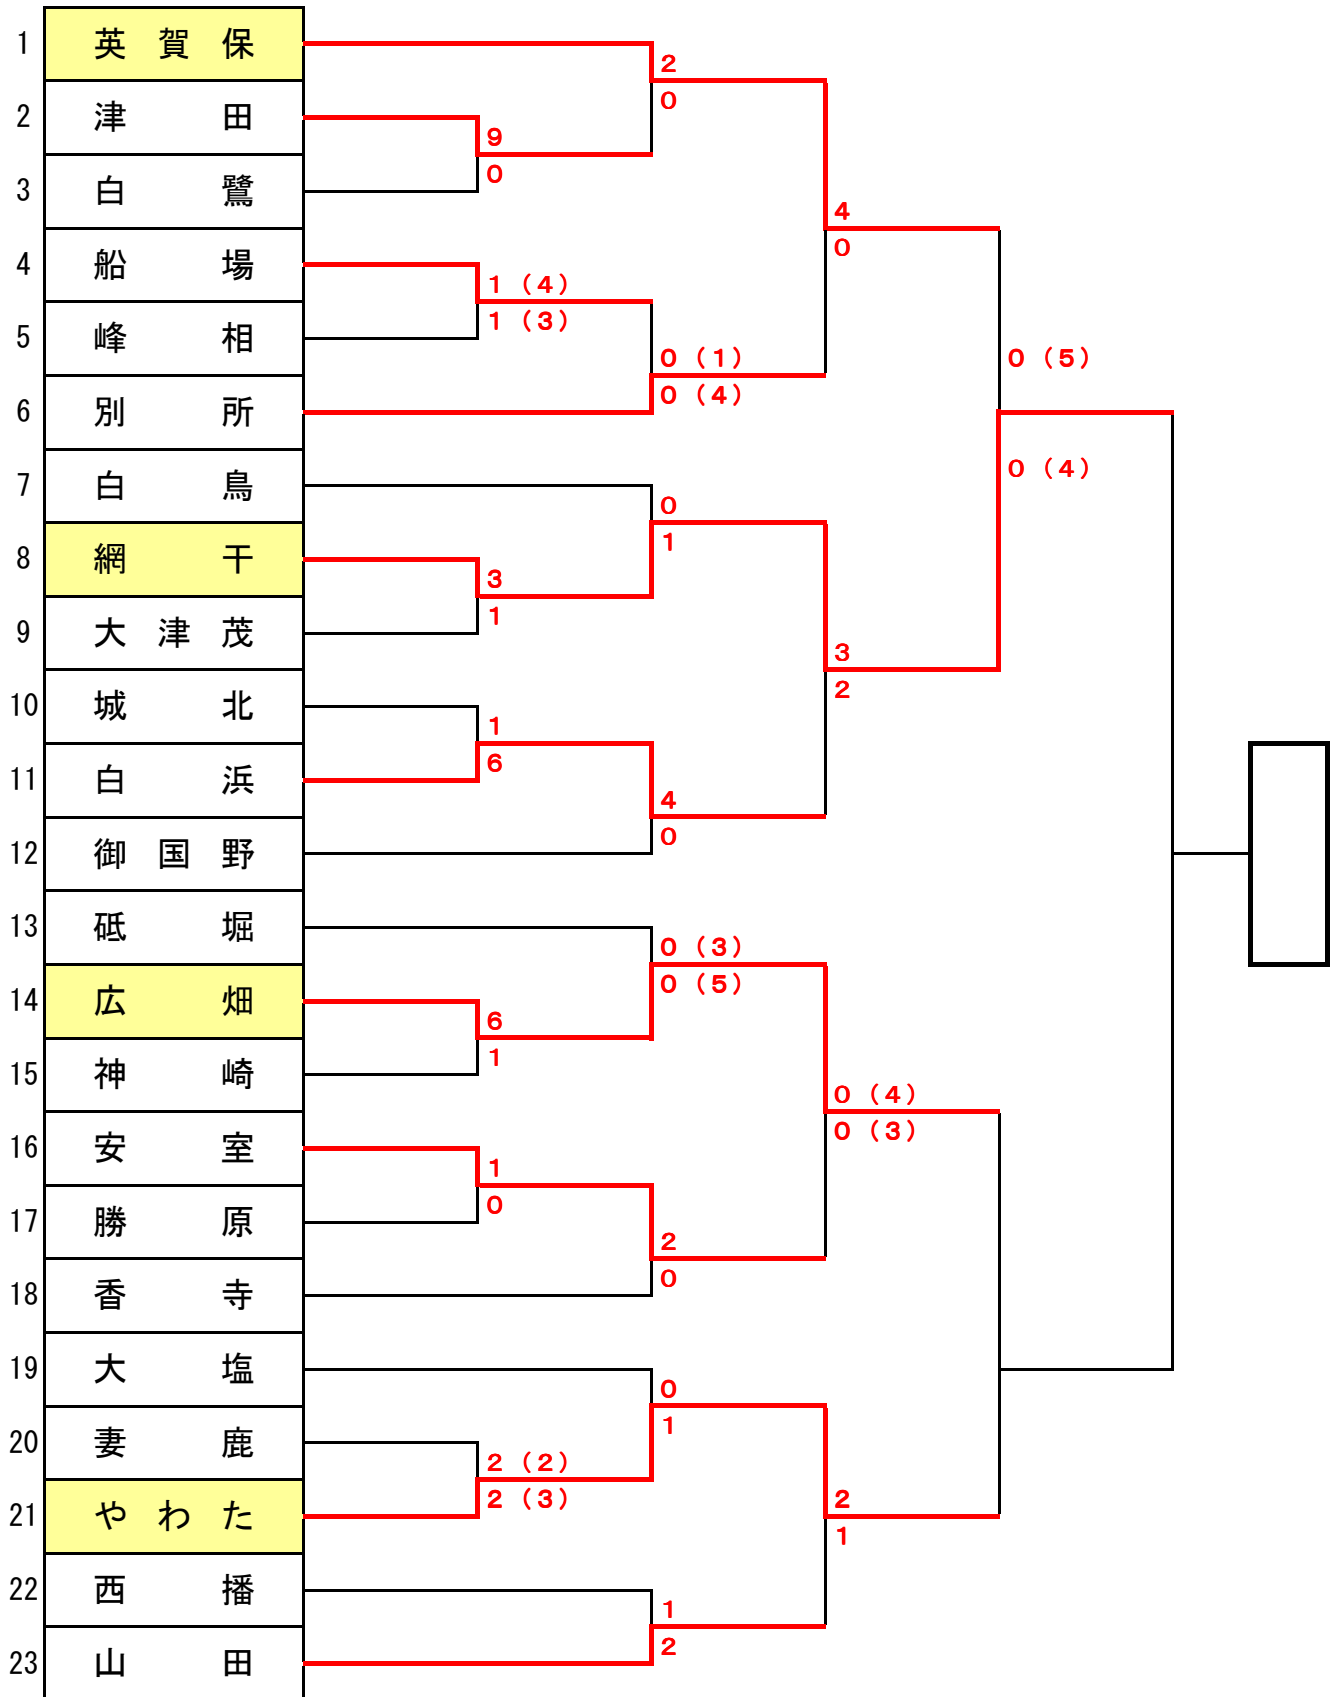 1 英賀保
2
0
2 津田
9
0
3 白鷺
4
0
4 船場
1（4）
1（3）
5 峰相
0（1）
0（4）
0（5）
6 別所
0（4）
7 白鳥
0
1
8 網干
3
1
9 大津茂
3
2
10 城北
1
6
11 白浜
4
0
12 御国野
13 砥堀
0（3）
0（5）
14 広畑
6
1
15 神崎
0（4）
0（3）
16 安室
1
0
17 勝原
2
0
18 香寺
19 大塩
0
1
20 妻鹿
2（2）
2（3）
21 やわた
2
1
22 西播
1
2
23 山田